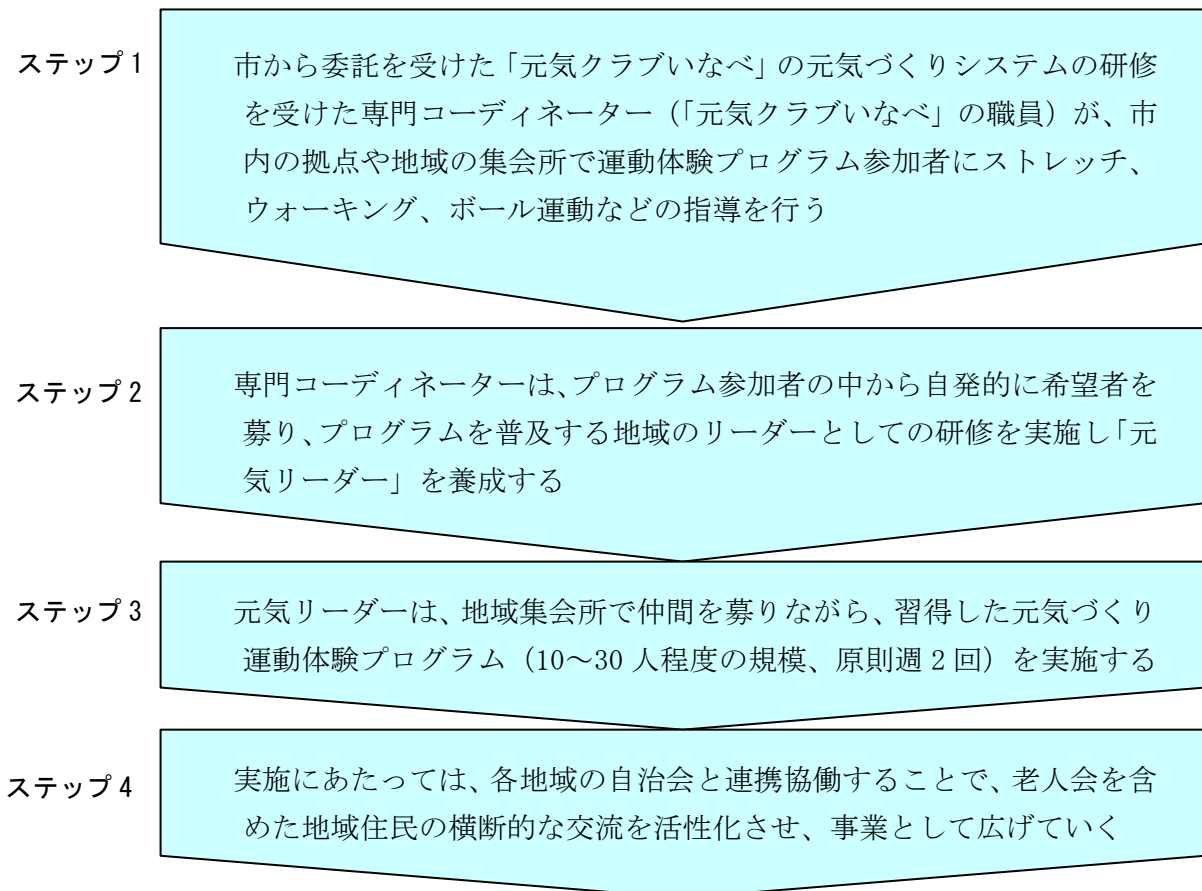 ステップ1
市から委託を受けた「元気クラブいなべ」の元気づくりシステムの研修
を受けた専門コーディネーター（「元気クラブいなべ」の職員）が、市
内の拠点や地域の集会所で運動体験プログラム参加者にストレッチ、
ウォーキング、ボール運動などの指導を行う
ステップ2
専門コーディネーターは、プログラム参加者の中から自発的に希望者を
募り、プログラムを普及する地域のリーダーとしての研修を実施し「元
気リーダー」を養成する
ステップ3
元気リーダーは、地域集会所で仲間を募りながら、習得した元気づくり
運動体験プログラム（10～30人程度の規模、原則週2回）を実施する
ステップ4
実施にあたっては、各地域の自治会と連携協働することで、老人会を含
めた地域住民の横断的な交流を活性化させ、事業として広げていく